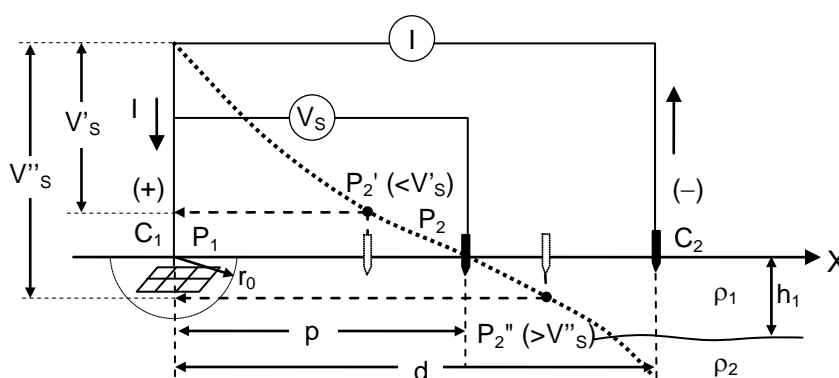 I
I
V'S
VS
V''S
P2' (<V'S)
(+)
(−)
P2
C1
P1
C2
X
r0
ρ1
h1
p
P2'' (>V''S)
d
ρ2